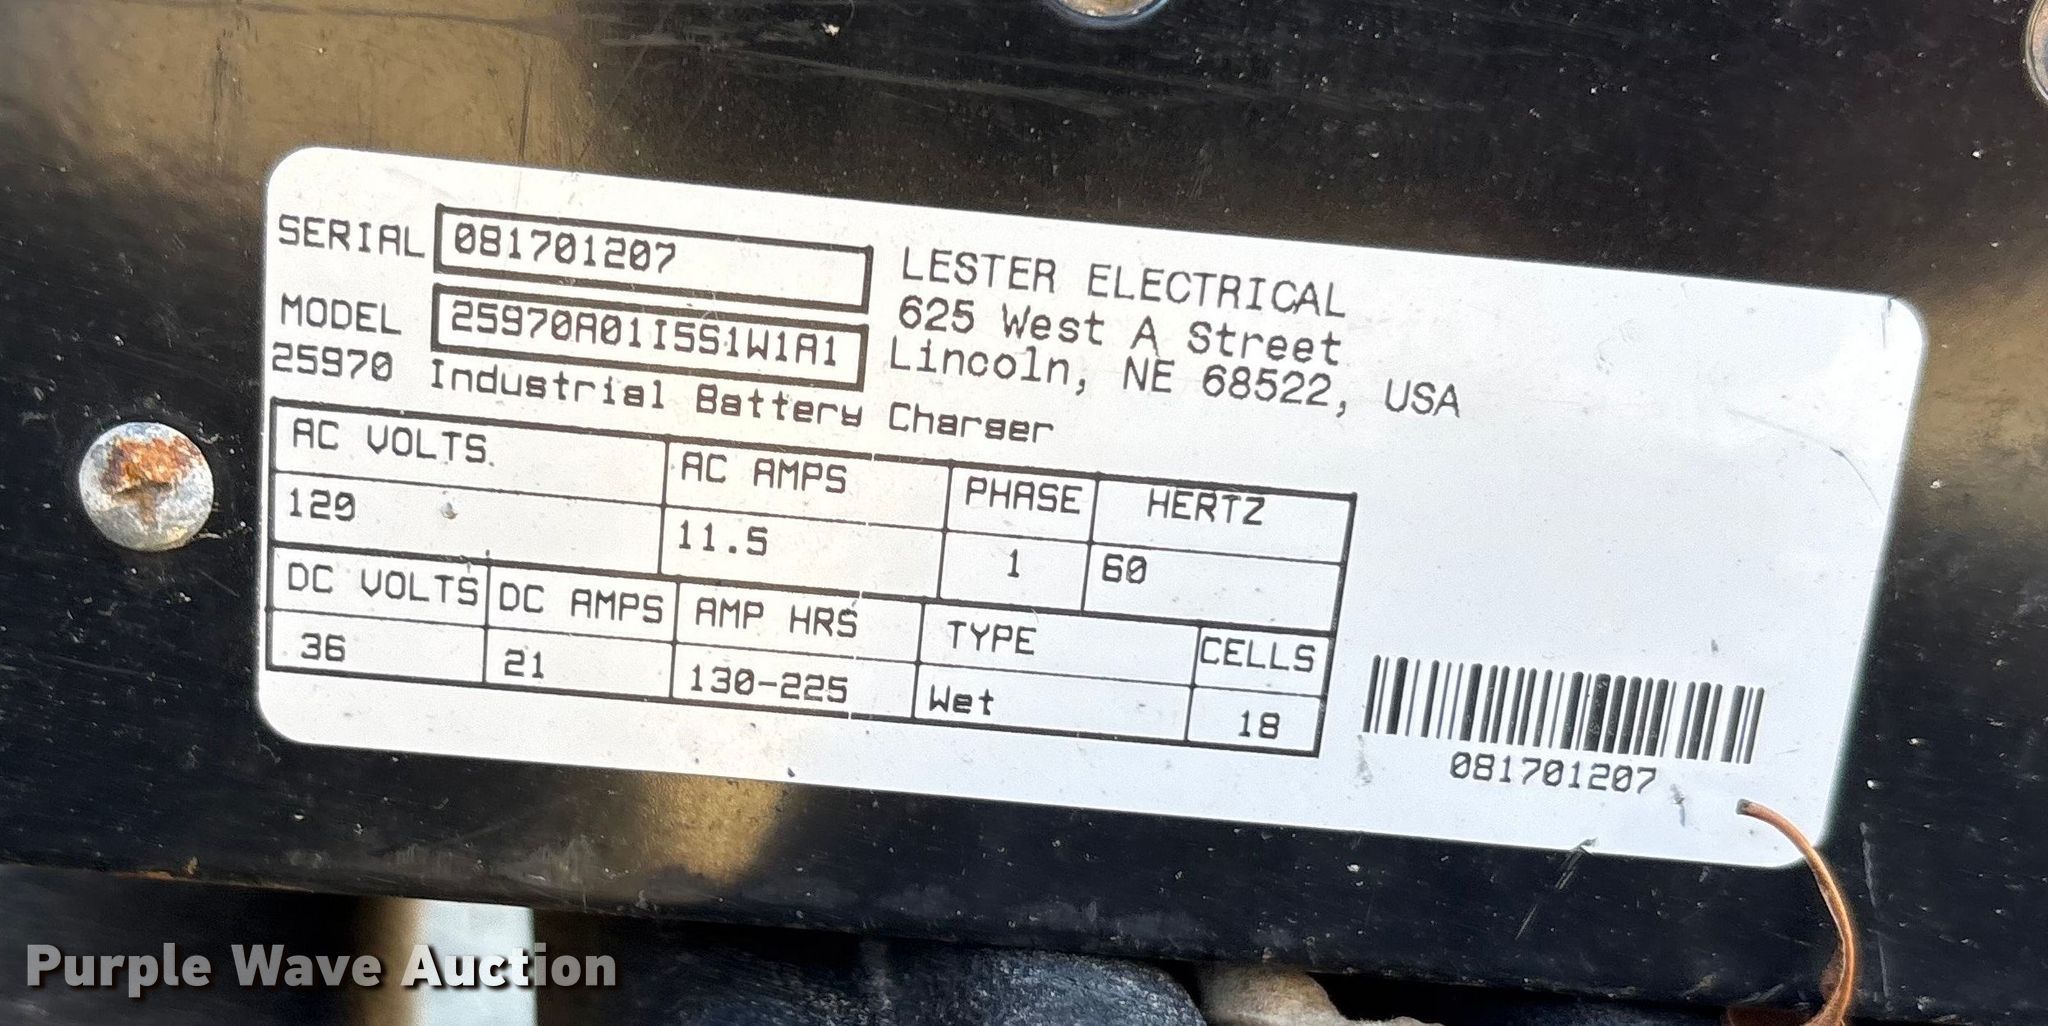 SERIAL 081701207
MODEL 25970A01I5S1W1A1
25970 Industrial Battery Charger
LESTER ELECTRICAL
625 West A Street
Lincoln, NE 68522, USA
AC VOLTS AC AMPS PHASE HERTZ
120 11.5 1 60
DC VOLTS DC AMPS AMP HRS TYPE CELLS
36 21 130-225 Wet 18
081701207
Purple Wave Auction